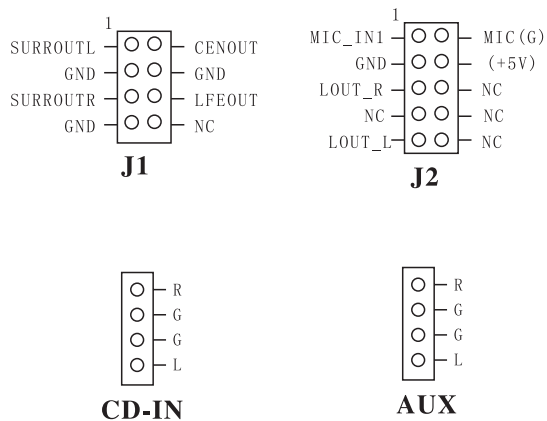 1
SURROUTL CENOUT
GND GND
SURROUTR LFEOUT
GND NC
J1
1
MIC_IN1 MIC(G)
GND (+5V)
LOUT_R NC
NC NC
LOUT_L NC
J2
R
G
G
L
CD-IN
R
G
G
L
AUX